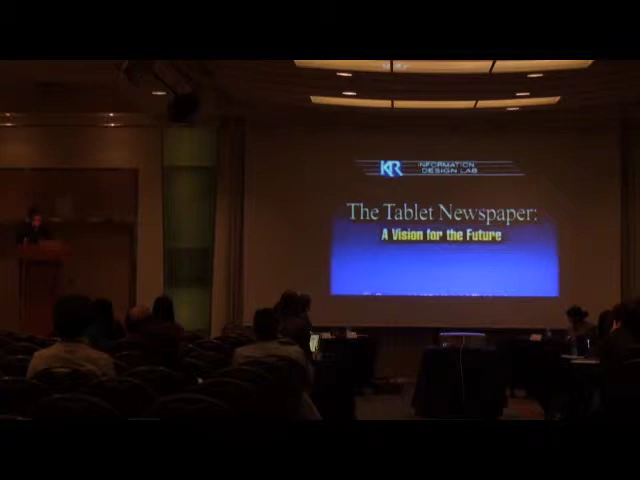 KR INFORMATION
DESIGN LAB
The Tablet Newspaper:
A Vision for the Future